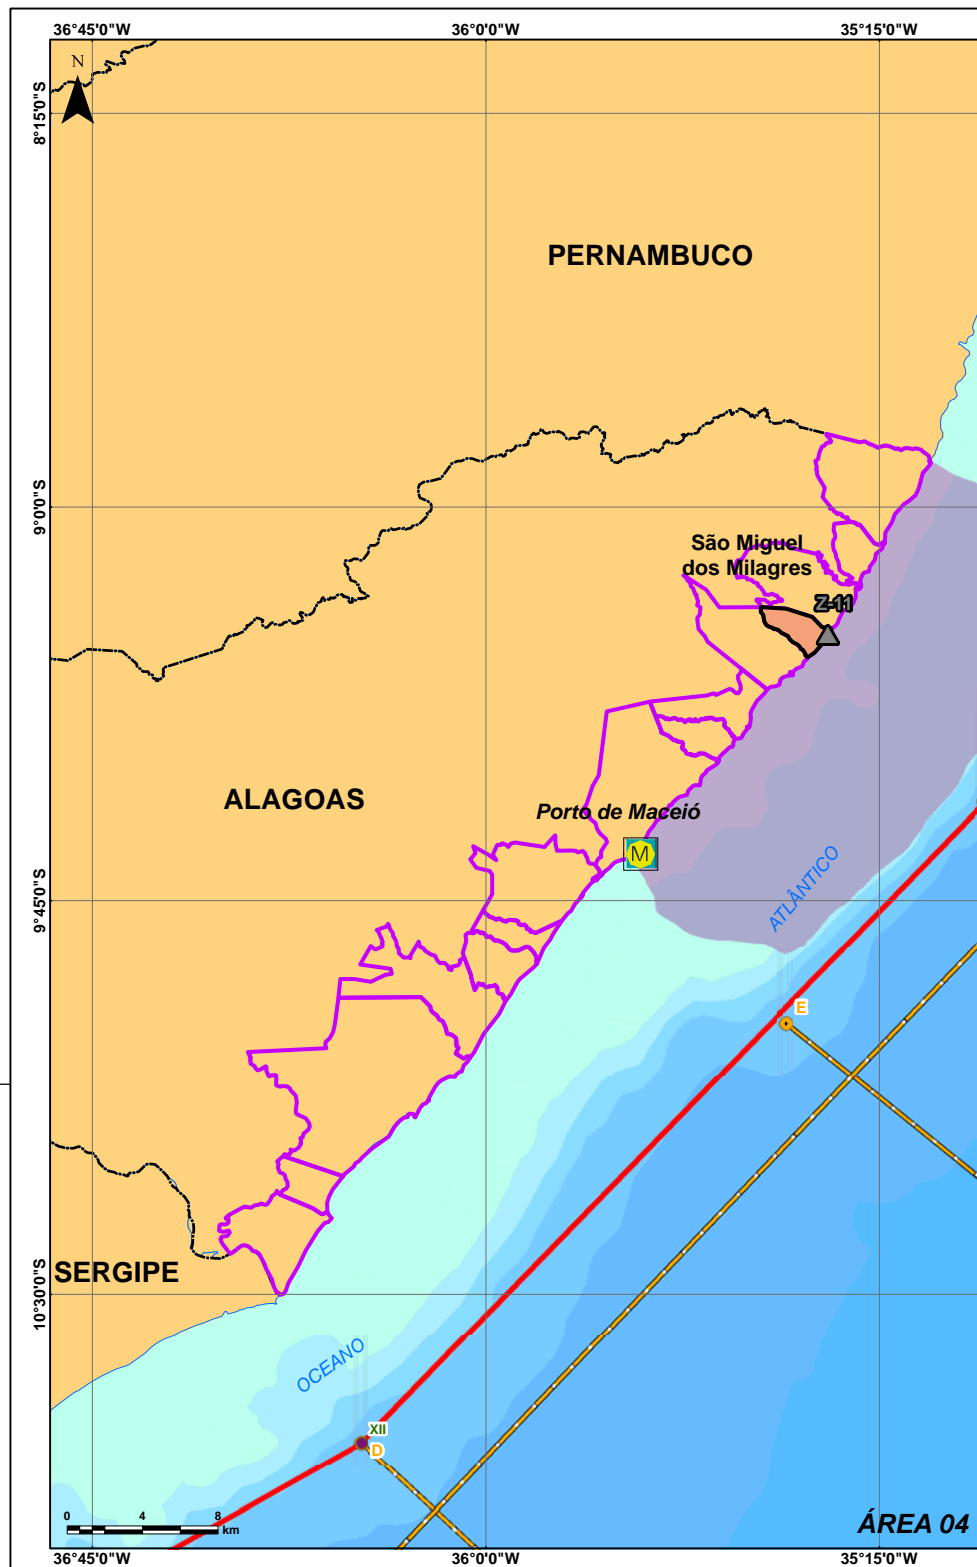 36°45'0"W
36°0'0"W
35°15'0"W
N
8°15'0"S
PERNAMBUCO
9°0'0"S
São Miguel
dos Milagres
Z-11
ALAGOAS
Porto de Maceió
M
ATLÂNTICO
9°45'0"S
E
SERGIPE
10°30'0"S
OCEANO
XII
D
0 4 8
km
ÁREA 04
36°45'0"W
36°0'0"W
35°15'0"W